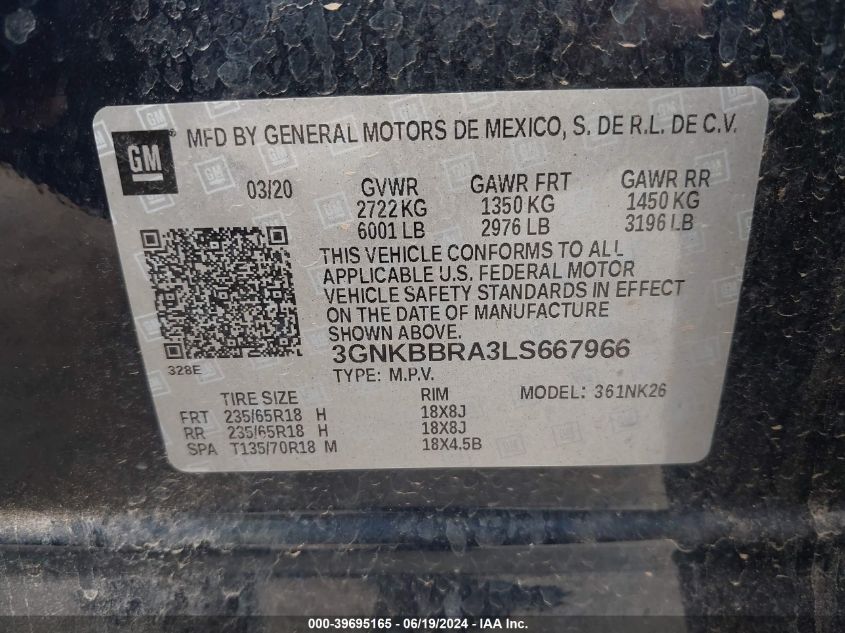 GM
MFD BY GENERAL MOTORS DE MEXICO, S. DE R.L. DE C.V.
03/20 GVWR GAWR FRT GAWR RR
2722 KG 1350 KG 1450 KG
6001 LB 2976 LB 3196 LB
THIS VEHICLE CONFORMS TO ALL
APPLICABLE U.S. FEDERAL MOTOR
VEHICLE SAFETY STANDARDS IN EFFECT
ON THE DATE OF MANUFACTURE
SHOWN ABOVE.
328E
3GNKBBRA3LS667966
TYPE: M.P.V.
TIRE SIZE RIM MODEL: 361NK26
FRT 235/65R18 H 18X8J
RR 235/65R18 H 18X8J
SPA T135/70R18 M 18X4.5B
000-39695165 - 06/19/2024 - IAAI.com